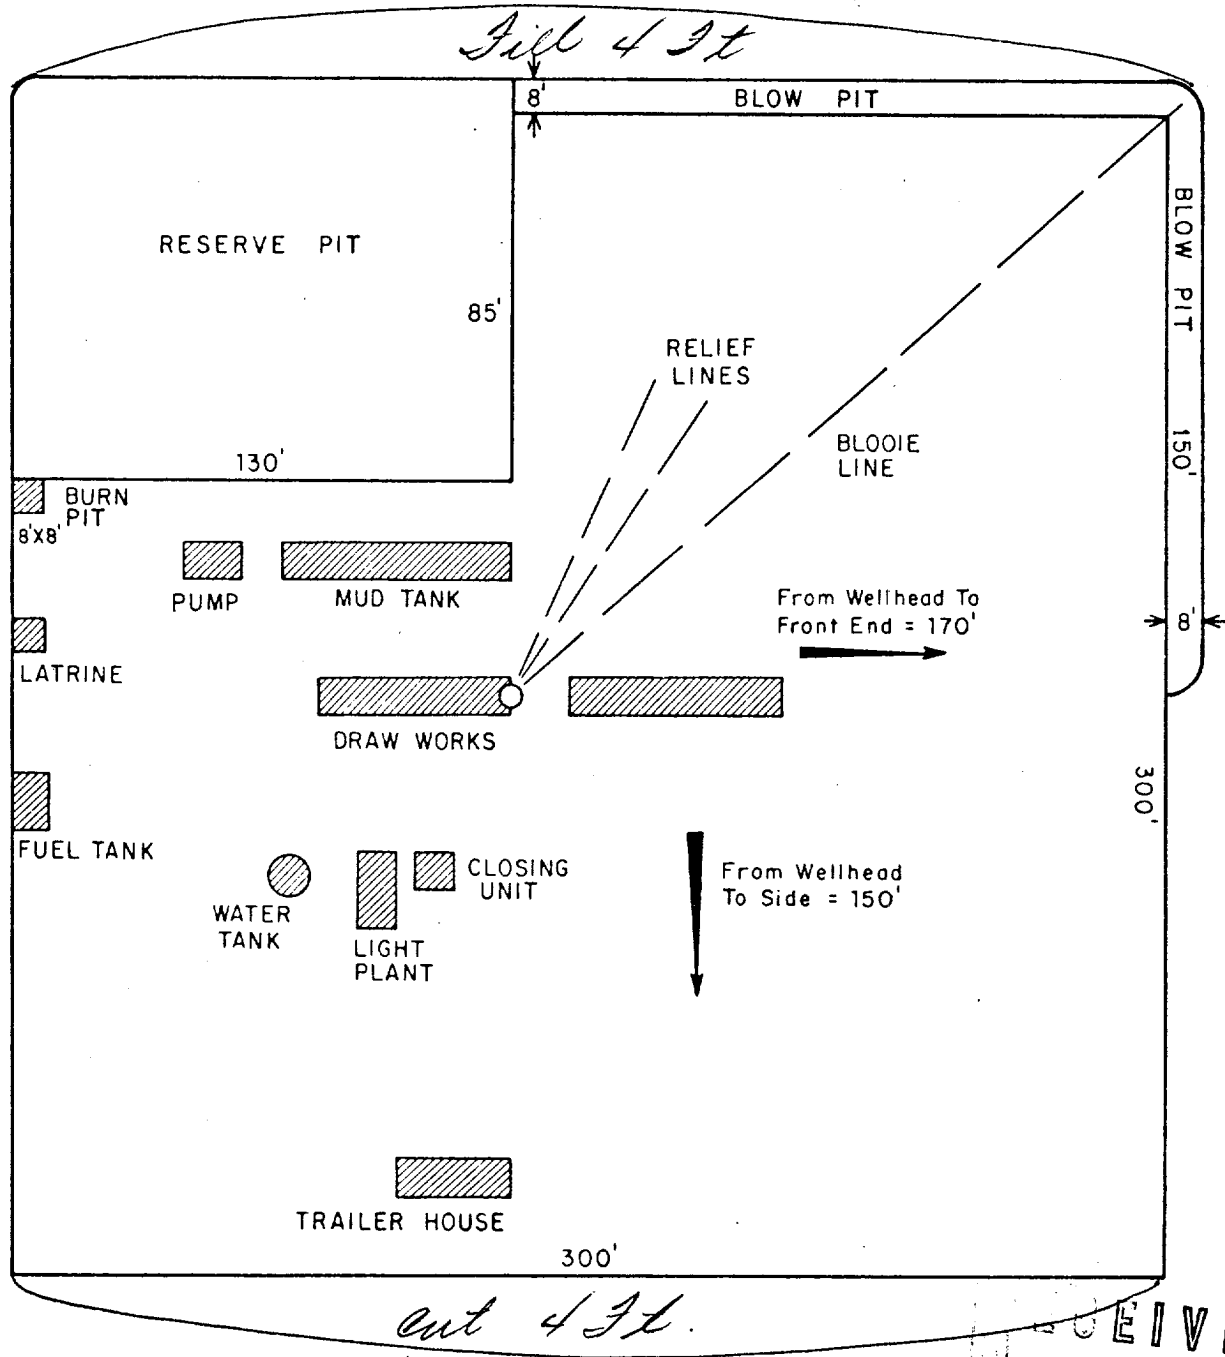 Fill 4 Ft
8'
BLOW PIT
RESERVE PIT
85'
BLOW PIT
150'
RELIEF
LINES
BLOOIE
LINE
130'
BURN
PIT
8'X8'
PUMP
MUD TANK
From Wellhead To
Front End = 170'
8'
LATRINE
DRAW WORKS
300'
FUEL TANK
CLOSING
UNIT
From Wellhead
To Side = 150'
WATER
TANK
LIGHT
PLANT
TRAILER HOUSE
300'
cut 4 Ft.